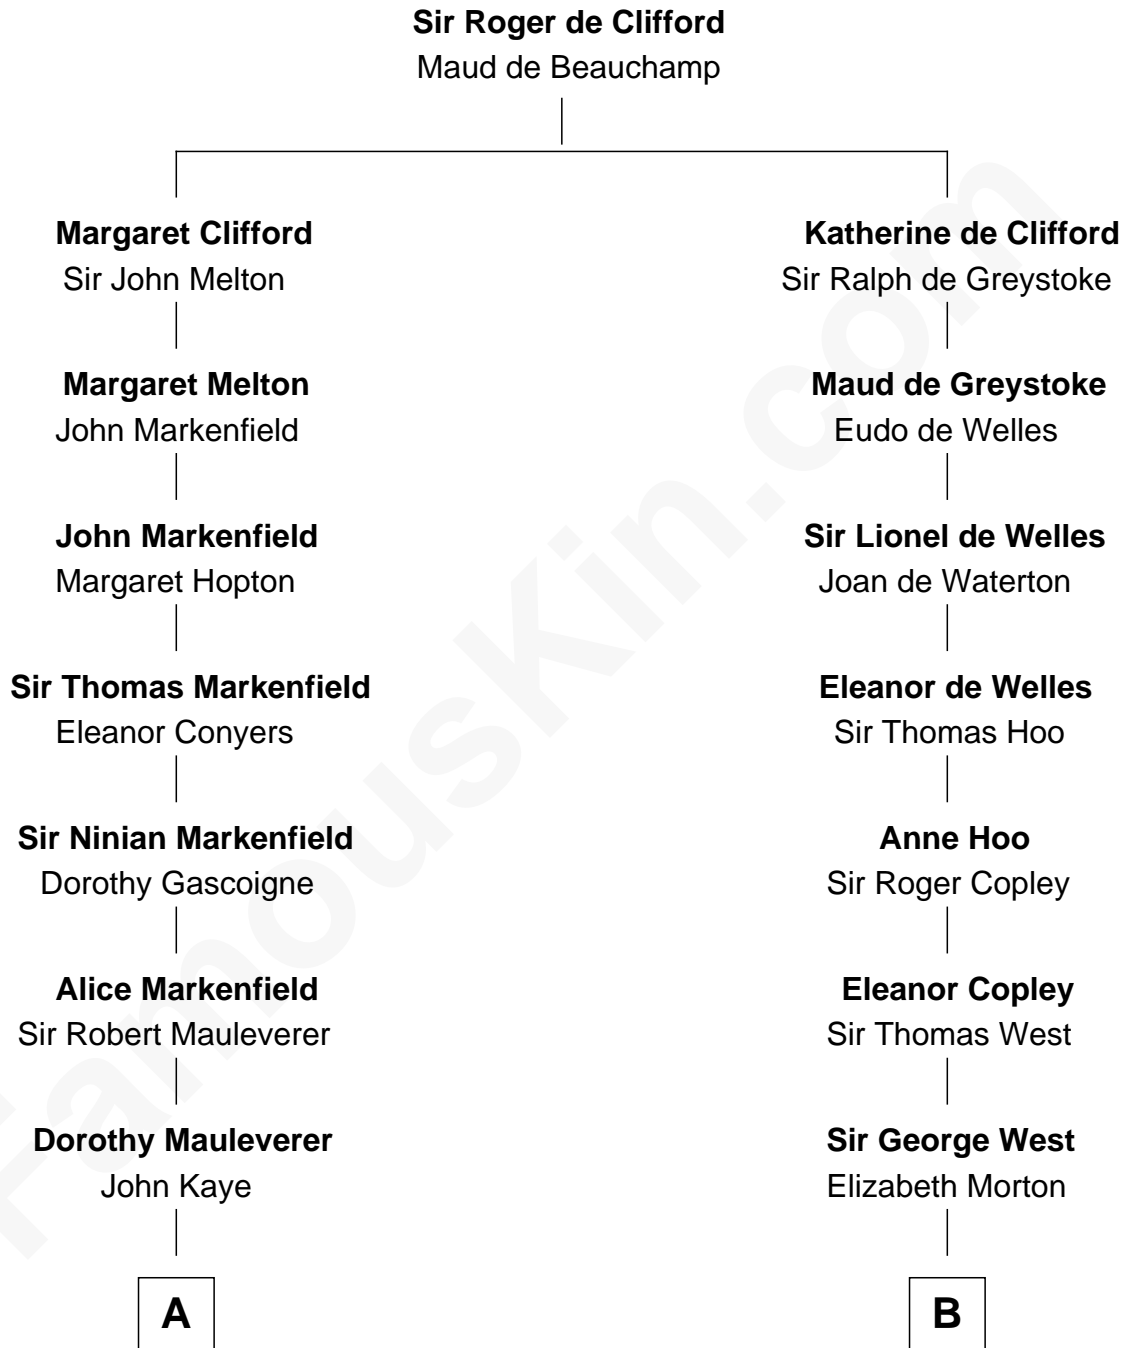 Sir Roger de Clifford
Maud de Beauchamp
Margaret Clifford
Sir John Melton
Margaret Melton
John Markenfield
John Markenfield
Margaret Hopton
Sir Thomas Markenfield
Eleanor Conyers
Sir Ninian Markenfield
Dorothy Gascoigne
Alice Markenfield
Sir Robert Mauleverer
Dorothy Mauleverer
John Kaye
A
Katherine de Clifford
Sir Ralph de Greystoke
Maud de Greystoke
Eudo de Welles
Sir Lionel de Welles
Joan de Waterton
Eleanor de Welles
Sir Thomas Hoo
Anne Hoo
Sir Roger Copley
Eleanor Copley
Sir Thomas West
Sir George West
Elizabeth Morton
B
FamousKin.com